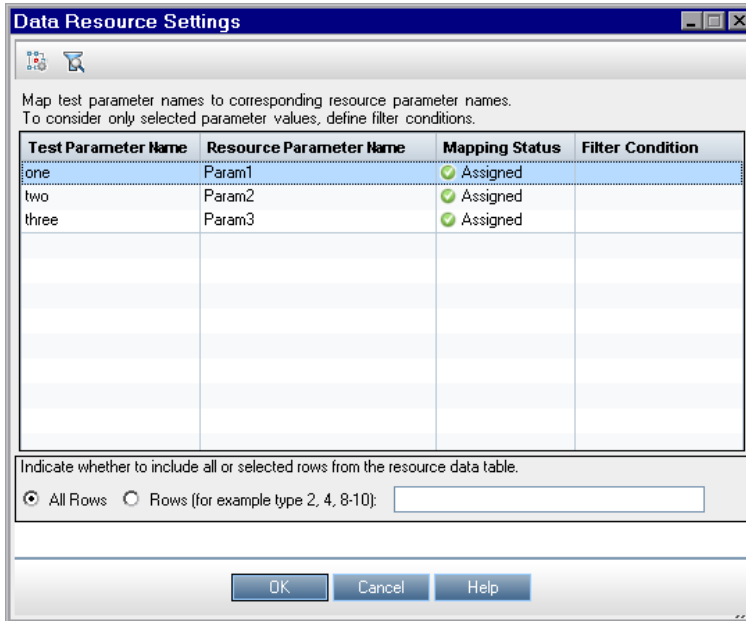 Data Resource Settings
Map test parameter names to corresponding resource parameter names.
To consider only selected parameter values, define filter conditions.
Test Parameter Name Resource Parameter Name Mapping Status Filter Condition
one Param1 Assigned
two Param2 Assigned
three Param3 Assigned
Indicate whether to include all or selected rows from the resource data table.
All Rows Rows (for example type 2, 4, 8-10):
OK Cancel Help